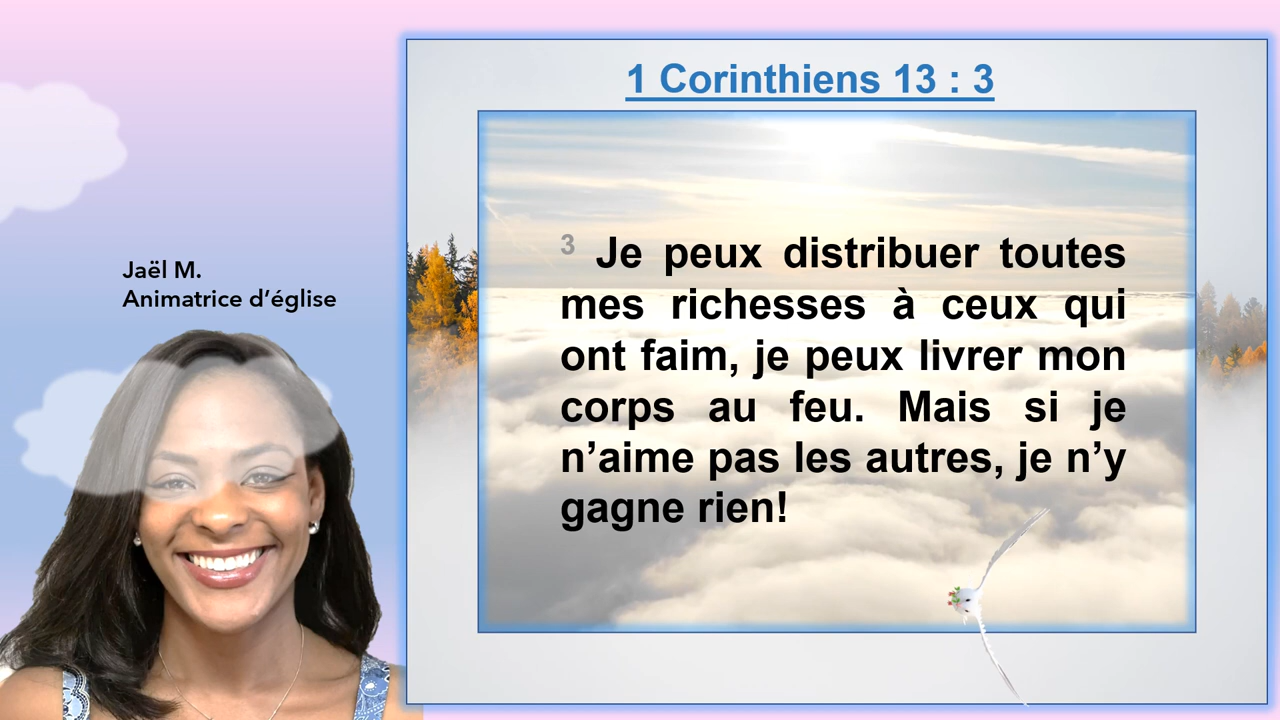 1 Corinthiens 13 : 3
Jaël M.
Animatrice d’église
3 Je peux distribuer toutes
mes richesses à ceux qui
ont faim, je peux livrer mon
corps au feu. Mais si je
n’aime pas les autres, je n’y
gagne rien!